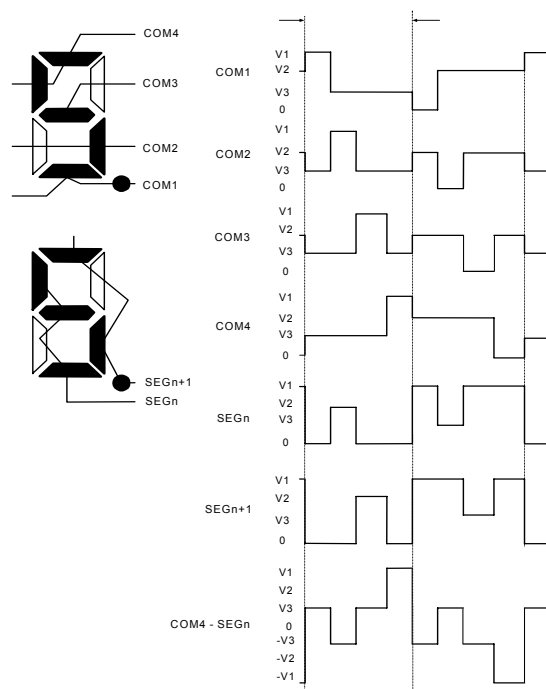 COM4
COM3
COM2
COM1
SEGn+1
SEGn
COM1
V1
V2
V3
0
COM2
V1
V2
V3
0
COM3
V1
V2
V3
0
COM4
V1
V2
V3
0
SEGn
V1
V2
V3
0
SEGn+1
V1
V2
V3
0
COM4 - SEGn
V1
V2
V3
0
-V3
-V2
-V1